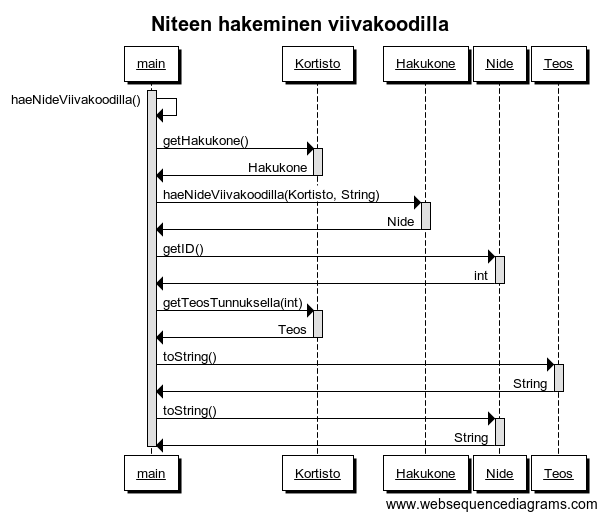 Niteen hakeminen viivakoodilla
main Kortisto Hakukone Nide Teos
haeNideViivakoodilla()
getHakukone()
Hakukone
haeNideViivakoodilla(Kortisto, String)
Nide
getID()
int
getTeosTunnuksella(int)
Teos
toString()
String
toString()
String
main Kortisto Hakukone Nide Teos
www.websequencediagrams.com